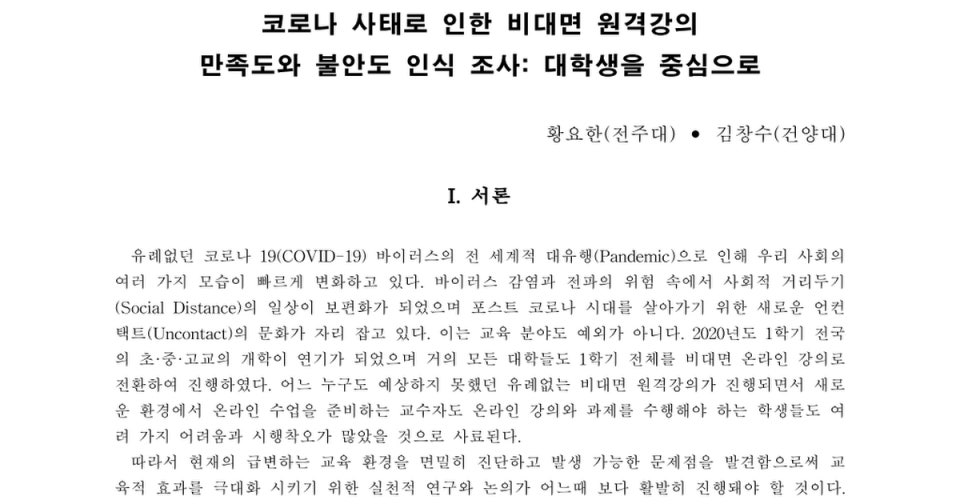 코로나 사태로 인한 비대면 원격강의
만족도와 불안도 인식 조사: 대학생을 중심으로
황요한(전주대) ● 김창수(건양대)
I. 서론
유례없던 코로나 19(COVID-19) 바이러스의 전 세계적 대유행(Pandemic)으로 인해 우리 사회의
여러 가지 모습이 빠르게 변화하고 있다. 바이러스 감염과 전파의 위험 속에서 사회적 거리두기
(Social Distance)의 일상이 보편화가 되었으며 포스트 코로나 시대를 살아가기 위한 새로운 언컨
택트(Uncontact)의 문화가 자리 잡고 있다. 이는 교육 분야도 예외가 아니다. 2020년도 1학기 전국
의 초·중·고교의 개학이 연기가 되었으며 거의 모든 대학들도 1학기 전체를 비대면 온라인 강의로
전환하여 진행하였다. 어느 누구도 예상하지 못했던 유례없는 비대면 원격강의가 진행되면서 새로
운 환경에서 온라인 수업을 준비하는 교수자도 온라인 강의와 과제를 수행해야 하는 학생들도 여
러 가지 어려움과 시행착오가 많았을 것으로 사료된다.
따라서 현재의 급변하는 교육 환경을 면밀히 진단하고 발생 가능한 문제점을 발견함으로써 교
육적 효과를 극대화 시키기 위한 실천적 연구와 논의가 어느때 보다 활발히 진행돼야 할 것이다.